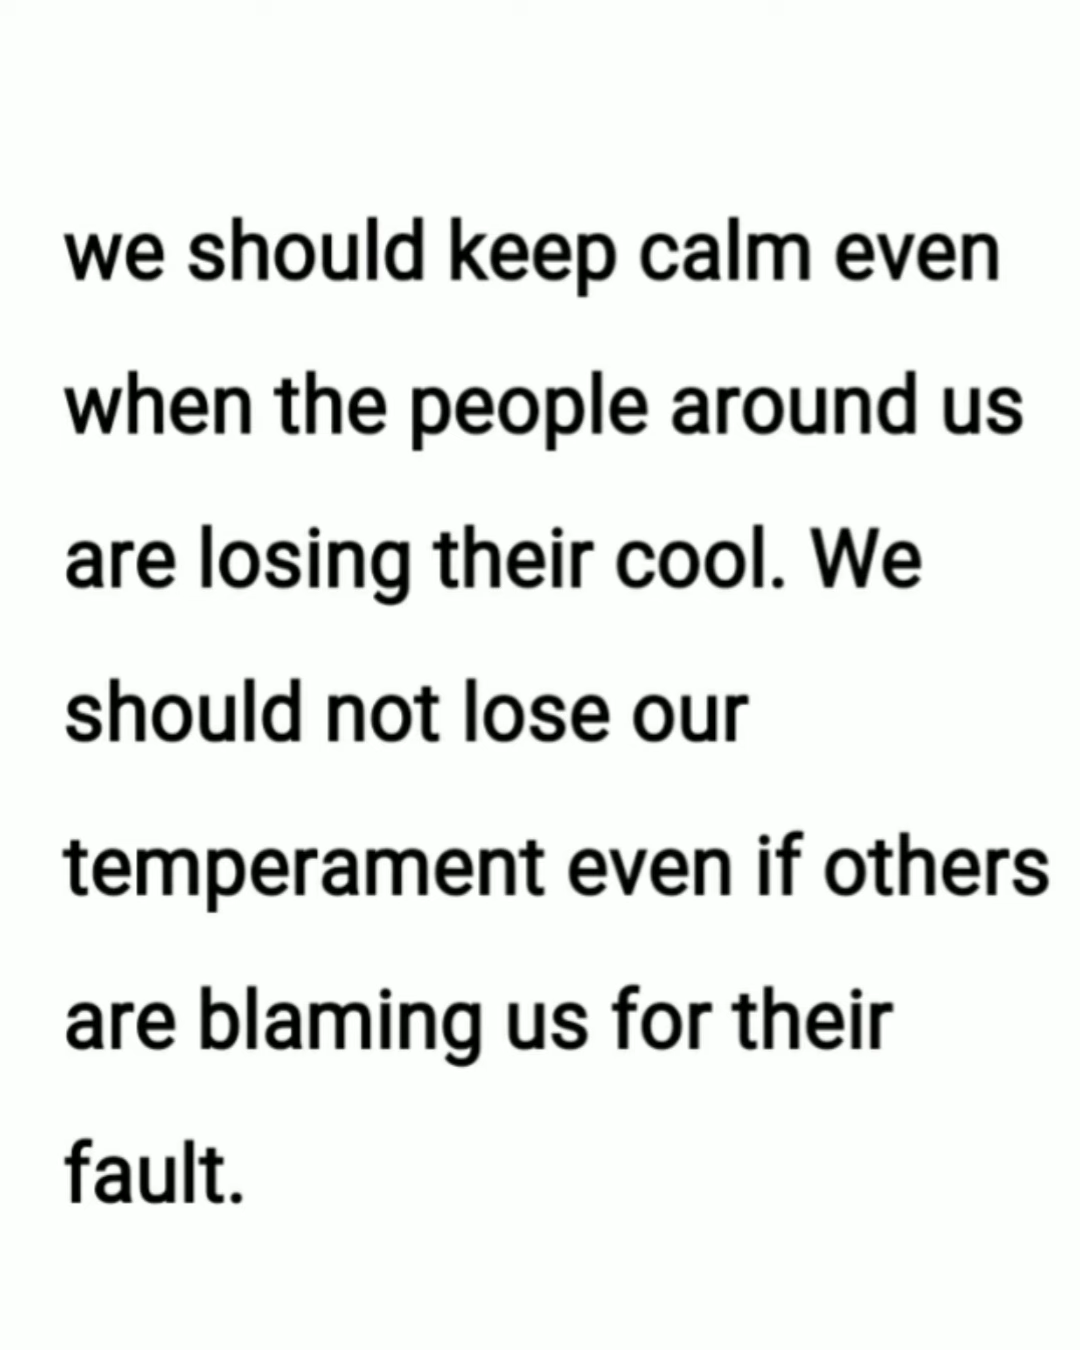 we should keep calm even
when the people around us
are losing their cool. We
should not lose our
temperament even if others
are blaming us for their
fault.